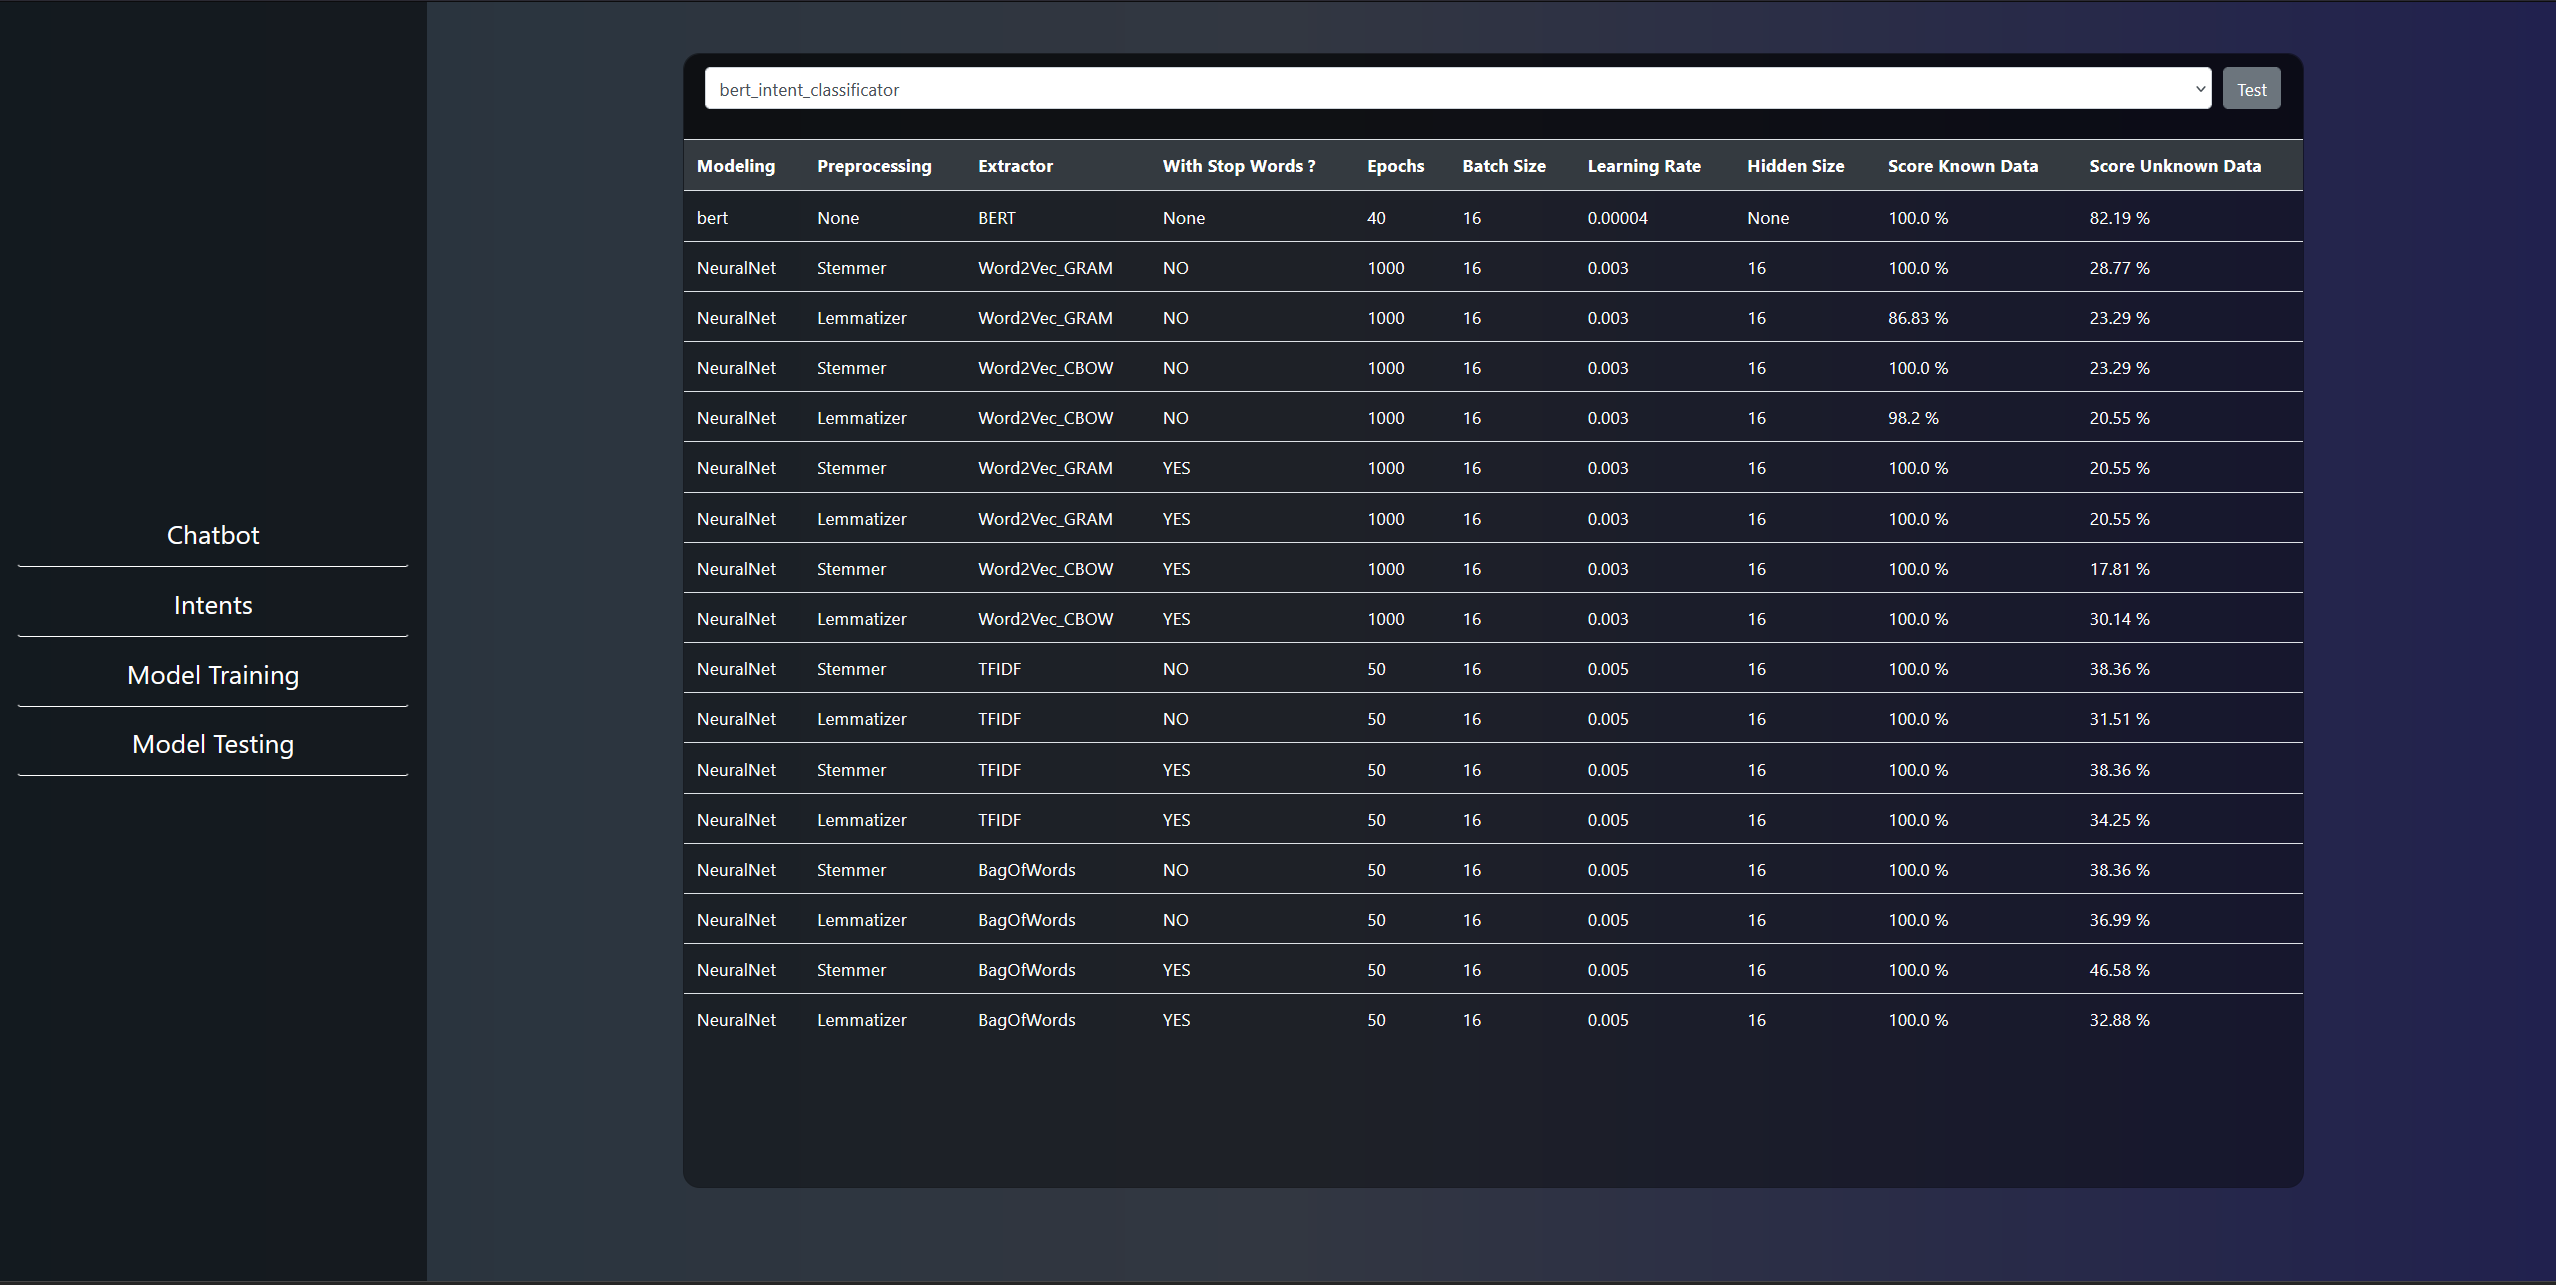 Chatbot
Intents
Model Training
Model Testing
bert_intent_classificator
Test
Modeling Preprocessing Extractor With Stop Words ? Epochs Batch Size Learning Rate Hidden Size Score Known Data Score Unknown Data
bert None BERT None 40 16 0.00004 None 100.0 % 82.19 %
NeuralNet Stemmer Word2Vec_GRAM NO 1000 16 0.003 16 100.0 % 28.77 %
NeuralNet Lemmatizer Word2Vec_GRAM NO 1000 16 0.003 16 86.83 % 23.29 %
NeuralNet Stemmer Word2Vec_CBOW NO 1000 16 0.003 16 100.0 % 23.29 %
NeuralNet Lemmatizer Word2Vec_CBOW NO 1000 16 0.003 16 98.2 % 20.55 %
NeuralNet Stemmer Word2Vec_GRAM YES 1000 16 0.003 16 100.0 % 20.55 %
NeuralNet Lemmatizer Word2Vec_GRAM YES 1000 16 0.003 16 100.0 % 20.55 %
NeuralNet Stemmer Word2Vec_CBOW YES 1000 16 0.003 16 100.0 % 17.81 %
NeuralNet Lemmatizer Word2Vec_CBOW YES 1000 16 0.003 16 100.0 % 30.14 %
NeuralNet Stemmer TFIDF NO 50 16 0.005 16 100.0 % 38.36 %
NeuralNet Lemmatizer TFIDF NO 50 16 0.005 16 100.0 % 31.51 %
NeuralNet Stemmer TFIDF YES 50 16 0.005 16 100.0 % 38.36 %
NeuralNet Lemmatizer TFIDF YES 50 16 0.005 16 100.0 % 34.25 %
NeuralNet Stemmer BagOfWords NO 50 16 0.005 16 100.0 % 38.36 %
NeuralNet Lemmatizer BagOfWords NO 50 16 0.005 16 100.0 % 36.99 %
NeuralNet Stemmer BagOfWords YES 50 16 0.005 16 100.0 % 46.58 %
NeuralNet Lemmatizer BagOfWords YES 50 16 0.005 16 100.0 % 32.88 %